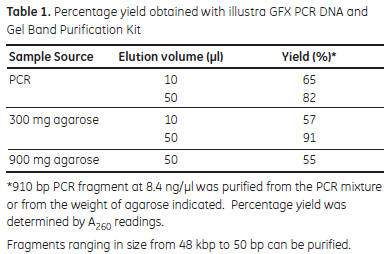 Table 1. Percentage yield obtained with illustra GFX PCR DNA and
Gel Band Purification Kit
Sample Source Elution volume (µl) Yield (%)*
PCR 10 65
50 82
300 mg agarose 10 57
50 91
900 mg agarose 50 55
*910 bp PCR fragment at 8.4 ng/µl was purified from the PCR mixture
or from the weight of agarose indicated. Percentage yield was
determined by A260 readings.
Fragments ranging in size from 48 kbp to 50 bp can be purified.